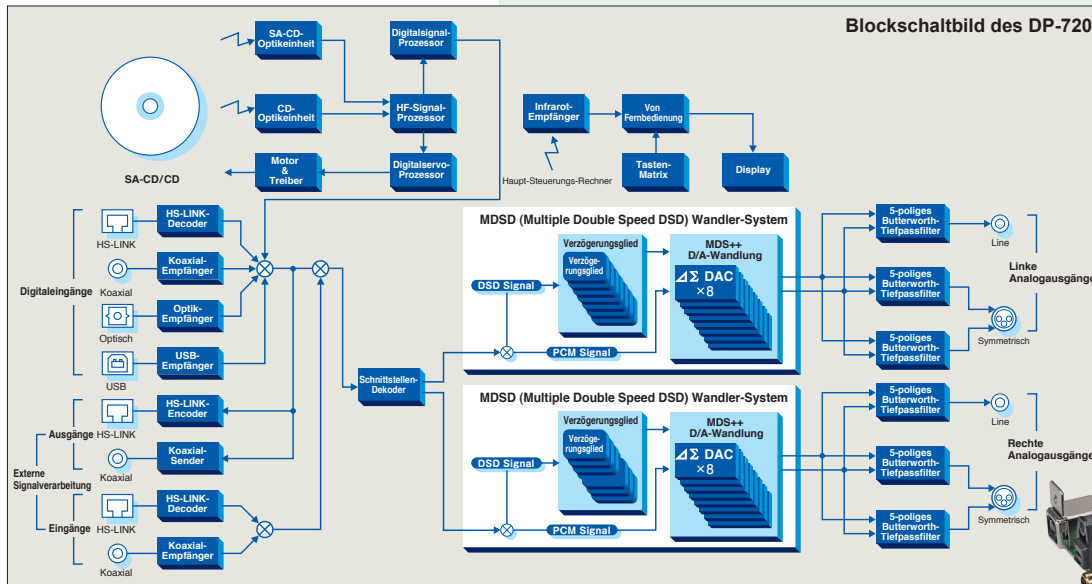 Blockschaltbild des DP-720
SA-CD-
Optikeinheit
Digitalsignal-
Prozessor
CD-
Optikeinheit
HF-Signal-
Prozessor
Infrarot-
Empfänger
Von
Fernbedienung
Motor
&
Treiber
Digitalservo-
Prozessor
Tasten-
Matrix
Display
SA-CD/CD
Haupt-Steuerungs-Rechner
Digitaleingänge
HS-LINK
HS-LINK-
Decoder
Koaxial
Koaxial-
Empfänger
Optisch
Optik-
Empfänger
USB
USB-
Empfänger
Externe
Signalverarbeitung
Ausgänge
HS-LINK
HS-LINK-
Encoder
Koaxial
Koaxial-
Sender
Eingänge
HS-LINK
HS-LINK-
Decoder
Koaxial
Koaxial-
Empfänger
Schnittstellen-
Dekoder
MDSD (Multiple Double Speed DSD) Wandler-System
Verzögerungsglied
Verzöge-
rungsglied
MDS++
D/A-Wandlung
⊿Σ DAC
×8
DSD Signal
PCM Signal
MDSD (Multiple Double Speed DSD) Wandler-System
Verzögerungsglied
Verzöge-
rungsglied
MDS++
D/A-Wandlung
⊿Σ DAC
×8
DSD Signal
PCM Signal
5-poliges
Butterworth-
Tiefpassfilter
Line
5-poliges
Butterworth-
Tiefpassfilter
5-poliges
Butterworth-
Tiefpassfilter
Symmetrisch
Linke
Analogausgänge
5-poliges
Butterworth-
Tiefpassfilter
Line
5-poliges
Butterworth-
Tiefpassfilter
5-poliges
Butterworth-
Tiefpassfilter
Symmetrisch
Rechte
Analogausgänge